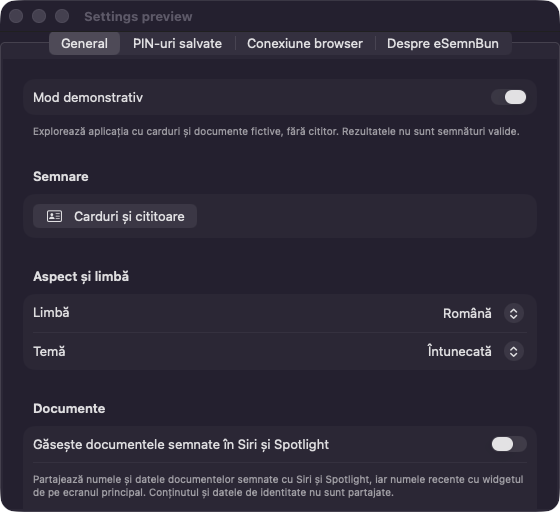 Settings preview
General
PIN-uri salvate
Conexiune browser
Despre eSemnBun
Mod demonstrativ
Explorează aplicația cu carduri și documente fictive, fără cititor. Rezultatele nu sunt semnături valide.
Semnare
Carduri și cititoare
Aspect și limbă
Limbă
Română
Temă
Întunecată
Documente
Găsește documentele semnate în Siri și Spotlight
Partajează numele și datele documentelor semnate cu Siri și Spotlight, iar numele recente cu widgetul
de pe ecranul principal. Conținutul și datele de identitate nu sunt partajate.